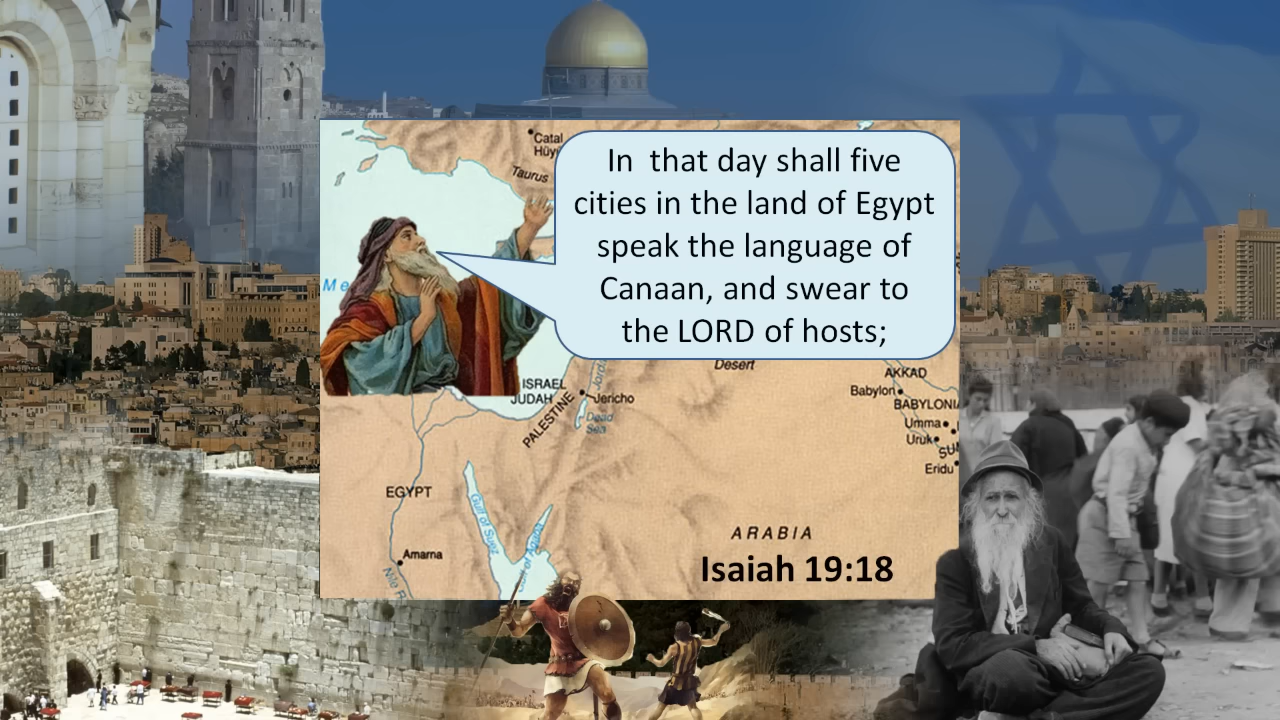 In  that day shall five
cities in the land of Egypt
speak the language of
Canaan, and swear to
the LORD of hosts;
Catal
Taurus
ISRAEL
JUDAH
Jericho
PALESTINE
Dead
Sea
Desert
AKKAD
Babylon
Umma
Uruk
Eridu
EGYPT
Gulf of Suez
Amarna
ARABIA
Isaiah 19:18